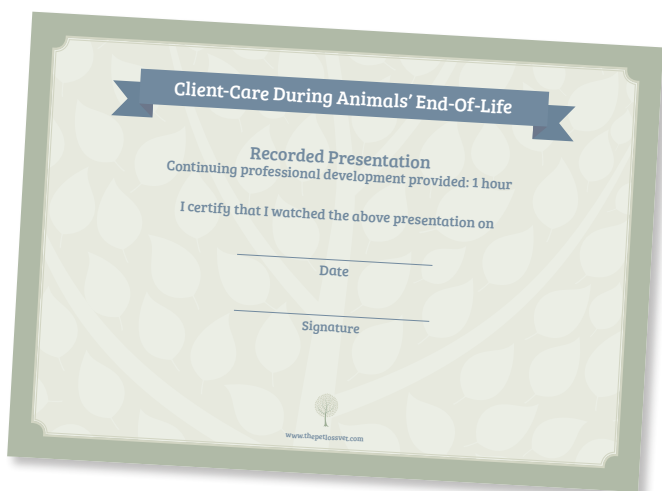 Client-Care During Animals’ End-Of-Life
Recorded Presentation
Continuing professional development provided: 1 hour
I certify that I watched the above presentation on
Date
Signature
www.thepetlossvet.com